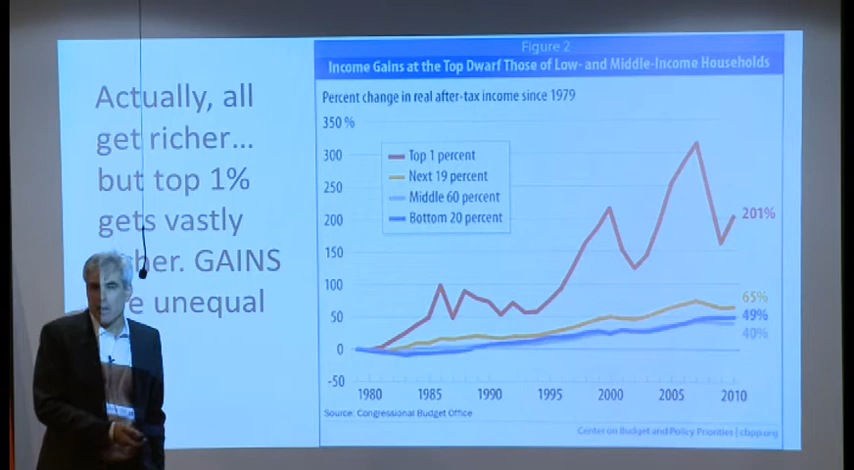 Actually, all
get richer...
but top 1%
gets vastly
her. GAINS
e unequal
Figure 2
Income Gains at the Top Dwarf Those of Low- and Middle-Income Households
Percent change in real after-tax income since 1979
350 %
300
250
200
150
100
50
0
-50
Top 1 percent
Next 19 percent
Middle 60 percent
Bottom 20 percent
201%
65%
49%
40%
1980 1985 1990 1995 2000 2005 2010
Source: Congressional Budget Office
Center on Budget and Policy Priorities | cbpp.org